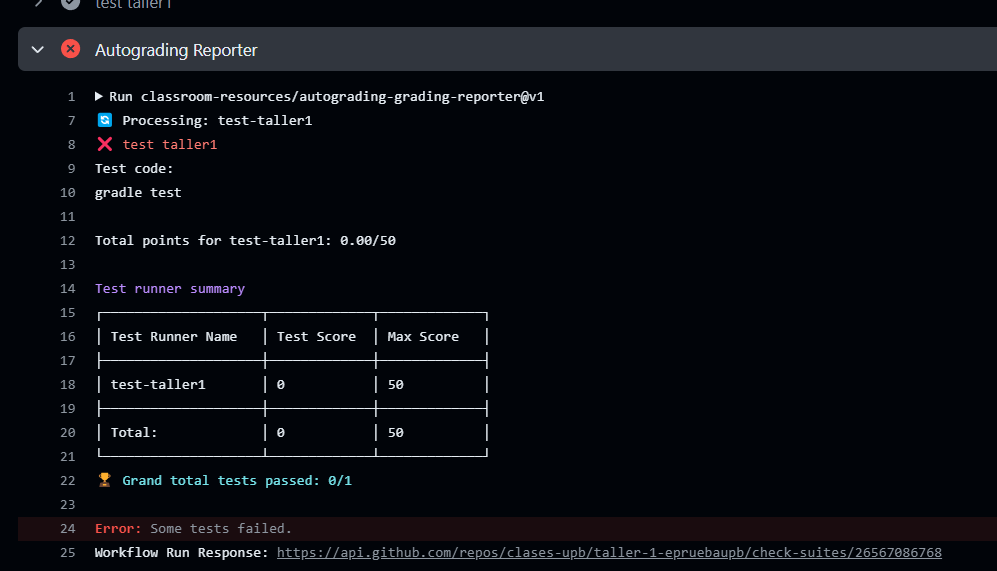 test taller1
Autograding Reporter
1 Run classroom-resources/autograding-grading-reporter@v1
7 🔄 Processing: test-taller1
8 ❌ test taller1
9 Test code:
10 gradle test
11
12 Total points for test-taller1: 0.00/50
13
14 Test runner summary
15
16 Test Runner Name Test Score Max Score
17
18 test-taller1 0 50
19
20 Total: 0 50
21
22 🏆 Grand total tests passed: 0/1
23
24 Error: Some tests failed.
25 Workflow Run Response: https://api.github.com/repos/clases-upb/taller-1-epruebaupb/check-suites/26567086768